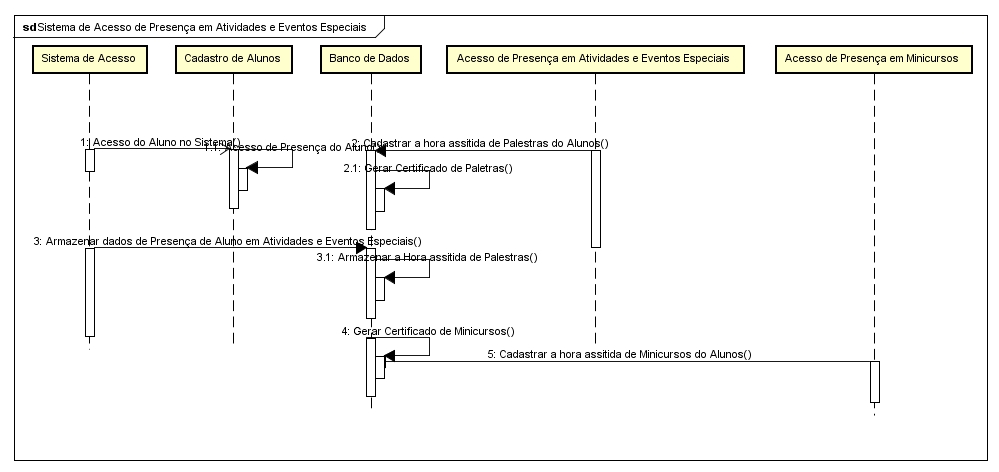 sd Sistema de Acesso de Presença em Atividades e Eventos Especiais
Sistema de Acesso
Cadastro de Alunos
Banco de Dados
Acesso de Presença em Atividades e Eventos Especiais
Acesso de Presença em Minicursos
1: Acesso do Aluno no Sistema()
1.1: Acesso de Presença do Aluno()
2: Cadastrar a hora assitida de Palestras do Alunos()
2.1: Gerar Certificado de Paletras()
3: Armazenar dados de Presença de Aluno em Atividades e Eventos Especiais()
3.1: Armazenar a Hora assitida de Palestras()
4: Gerar Certificado de Minicursos()
5: Cadastrar a hora assitida de Minicursos do Alunos()